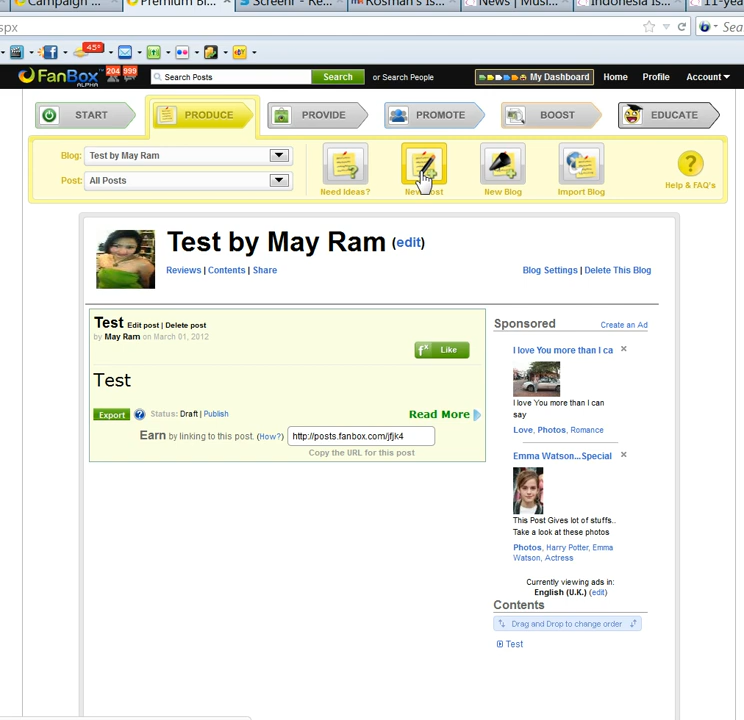 Campaign ...
Premium Bl...
Screenr - Re...
Rosman's Is...
News | Musi...
Indonesia Is...
11-yea
spx
Sea
45°
FanBox
ALPHA
204
999
Search Posts
Search
or Search People
My Dashboard
Home
Profile
Account
START
PRODUCE
PROVIDE
PROMOTE
BOOST
EDUCATE
Blog:
Test by May Ram
Post:
All Posts
Need Ideas?
New Post
New Blog
Import Blog
Help & FAQ's
Test by May Ram (edit)
Reviews | Contents | Share
Blog Settings | Delete This Blog
Test Edit post | Delete post
by May Ram on March 01, 2012
Like
Test
Export
Status: Draft | Publish
Read More
Earn by linking to this post. (How?)
http://posts.fanbox.com/jfjk4
Copy the URL for this post
Sponsored
Create an Ad
I love You more than I ca
I love You more than I can
say
Love, Photos, Romance
Emma Watson...Special
This Post Gives lot of stuffs..
Take a look at these photos
Photos, Harry Potter, Emma
Watson, Actress
Currently viewing ads in:
English (U.K.) (edit)
Contents
Drag and Drop to change order
Test